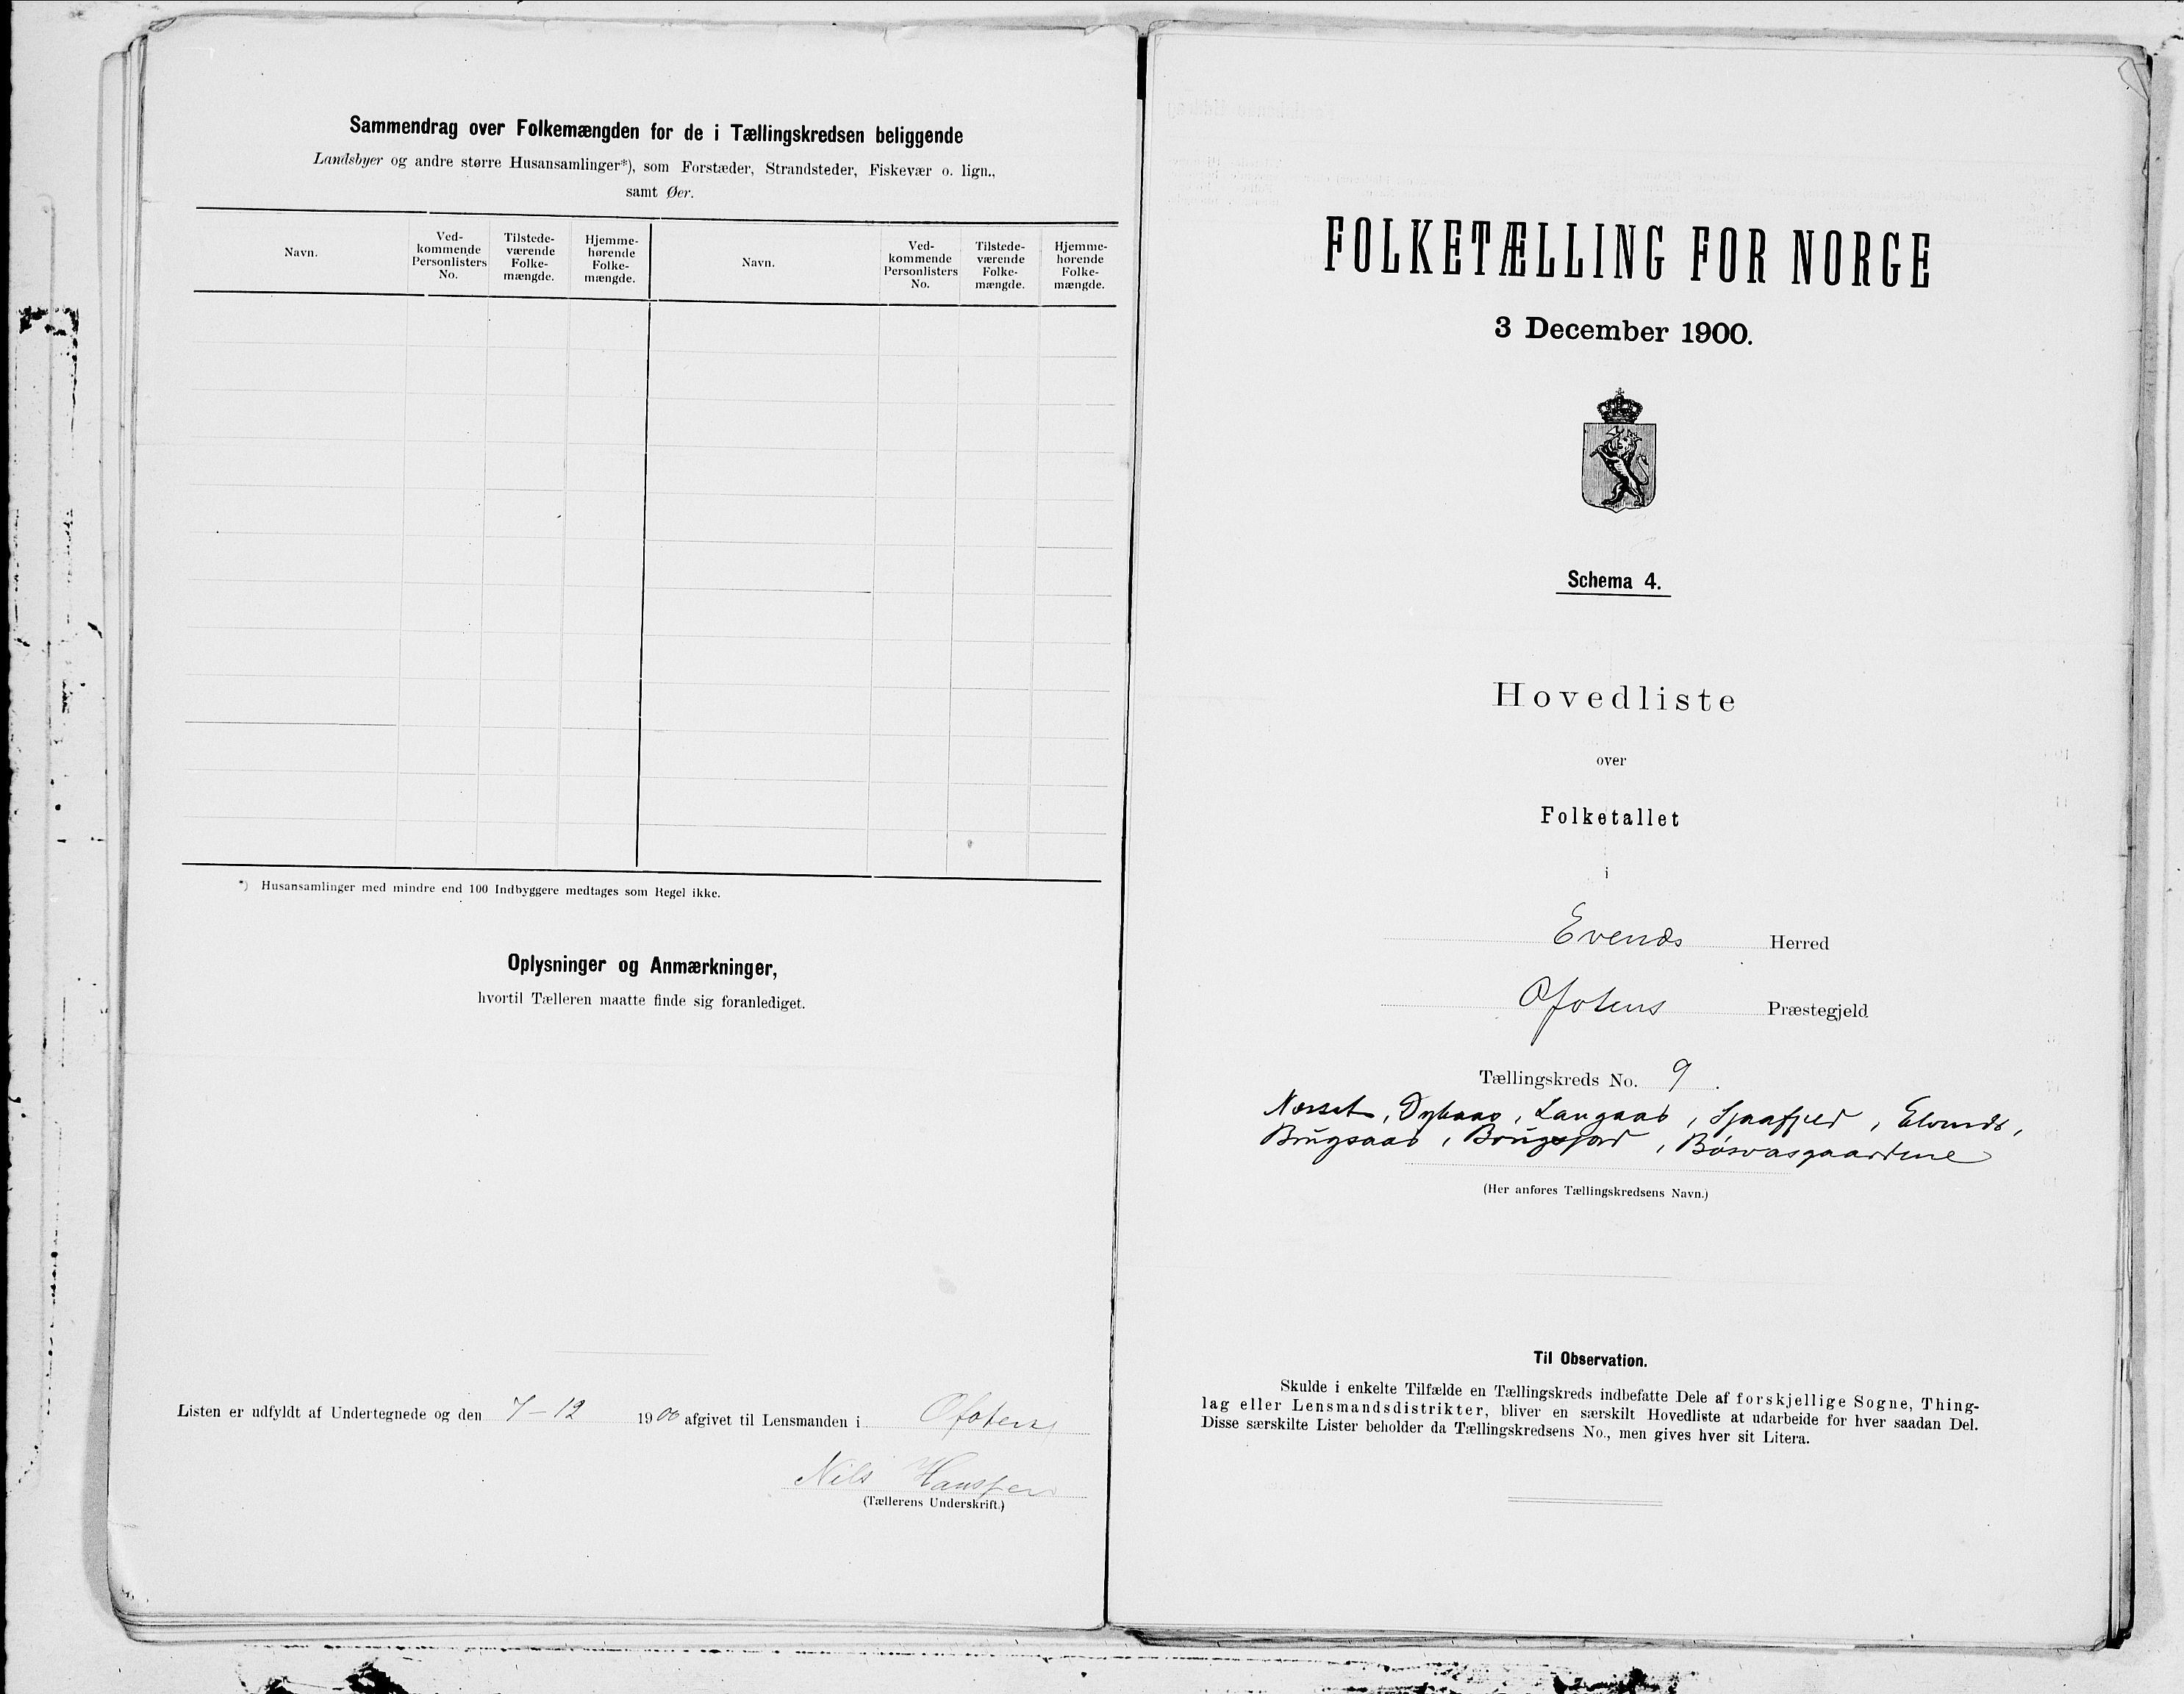 Sammendrag over Folkemængden for de i Tællingskredsen beliggende
Landsbyer og andre større Husansamlinger*), som Forstæder, Strandsteder, Fiskevær o. lign.,
samt Øer.
Navn.
Ved-
kommende
Personlisters
No.
Tilstede-
værende
Folke-
mængde.
Hjemme-
hørende
Folke-
mængde.
Navn.
Ved-
kommende
Personlisters
No.
Tilstede-
værende
Folke-
mængde.
Hjemme-
hørende
Folke-
mængde.
*) Husansamlinger med mindre end 100 Indbyggere medtages som Regel ikke.
Oplysninger og Anmærkninger,
hvortil Tælleren maatte finde sig foranlediget.
Listen er udfyldt af Undertegnede og den 7-12 1900 afgivet til Lensmanden i Ofoten
Nils Hanssen
(Tællerens Underskrift.)
FOLKETÆLLING FOR NORGE
3 December 1900.
Schema 4.
Hovedliste
over
Folketallet
i
Evenes Herred
Ofotens Præstegjeld
Tællingskreds No. 9.
Næsset, Dybaas, Langaas, Elvenes,
(Her anføres Tællingskredsens Navn.)
Til Observation.
Skulde i enkelte Tilfælde en Tællingskreds indbefatte Dele af forskjellige Sogne, Thing-
lag eller Lensmandsdistrikter, bliver en særskilt Hovedliste at udarbeide for hver saadan Del.
Disse særskilte Lister beholder da Tællingskredsens No., men gives hver sit Litera.